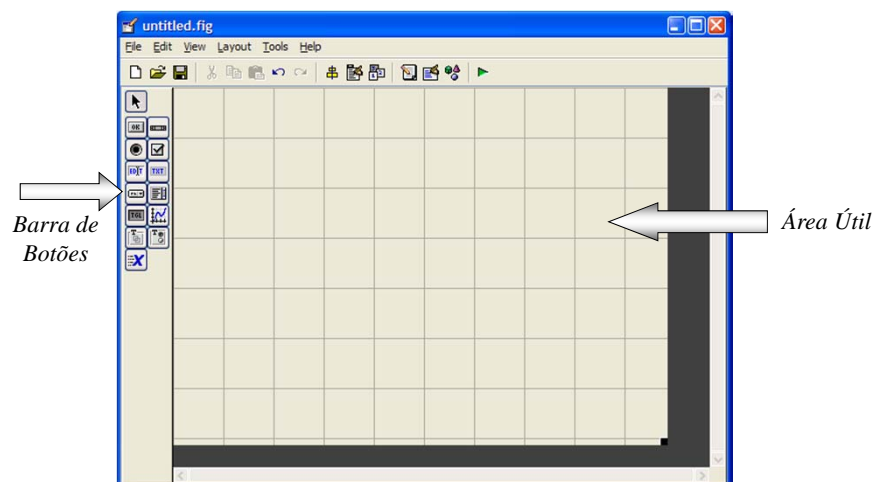 untitled.fig
File Edit View Layout Tools Help
OK
EDIT TXT
TGL
Barra de
Botões
Área Útil